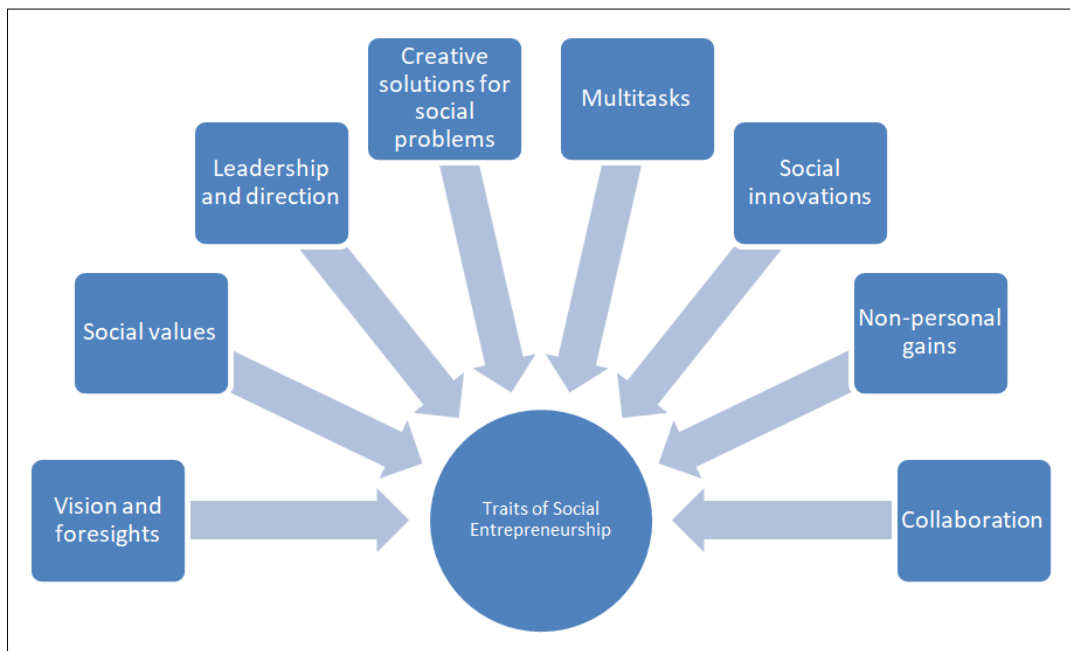 Creative
solutions for
social
problems
Multitasks
Leadership
and direction
Social
innovations
Social values
Non-personal
gains
Vision and
foresights
Traits of Social
Entrepreneurship
Collaboration